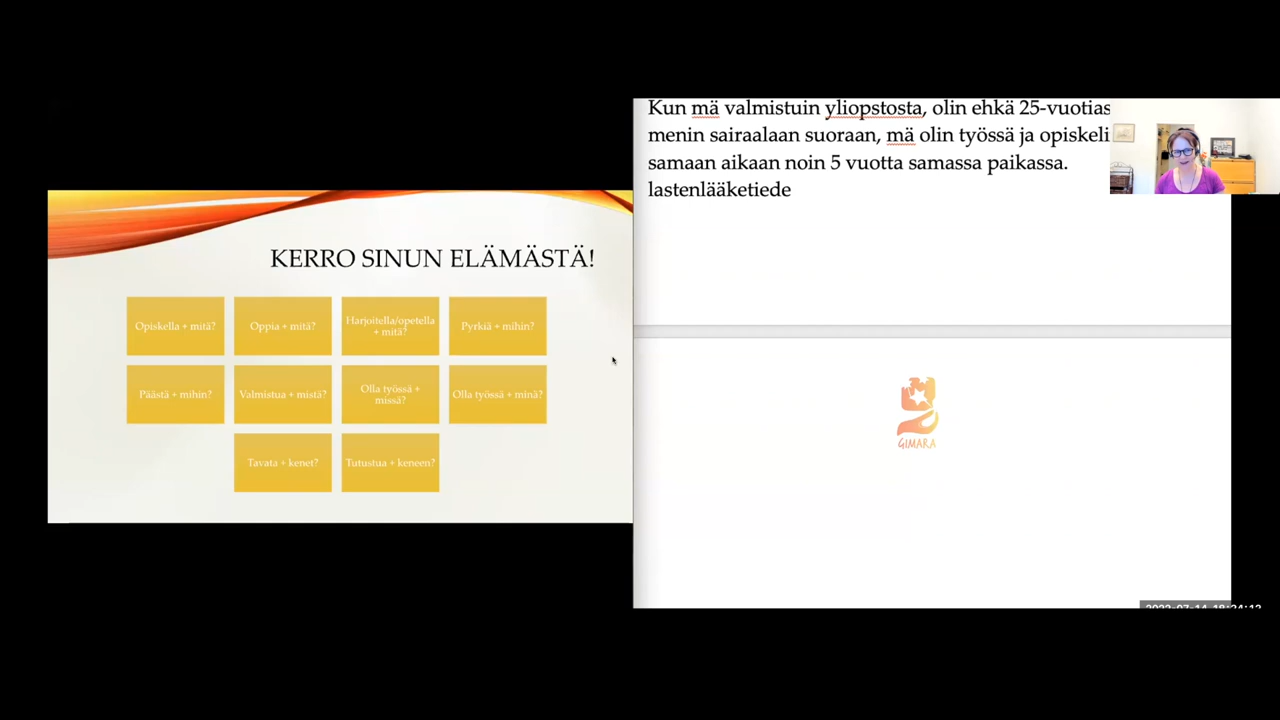 KERRO SINUN ELÄMÄSTÄ!
Opiskella + mitä?
Oppia + mitä?
Harjoitella/opetella
+ mitä?
Pyrkiä + mihin?
Päästä + mihin?
Valmistua + mistä?
Olla työssä +
missä?
Olla työssä + minä?
Tavata + kenet?
Tutustua + keneen?
Kun mä valmistuin yliopstosta, olin ehkä 25-vuotias
menin sairaalaan suoraan, mä olin työssä ja opiskeli
samaan aikaan noin 5 vuotta samassa paikassa.
lastenlääketiede
GIMARA